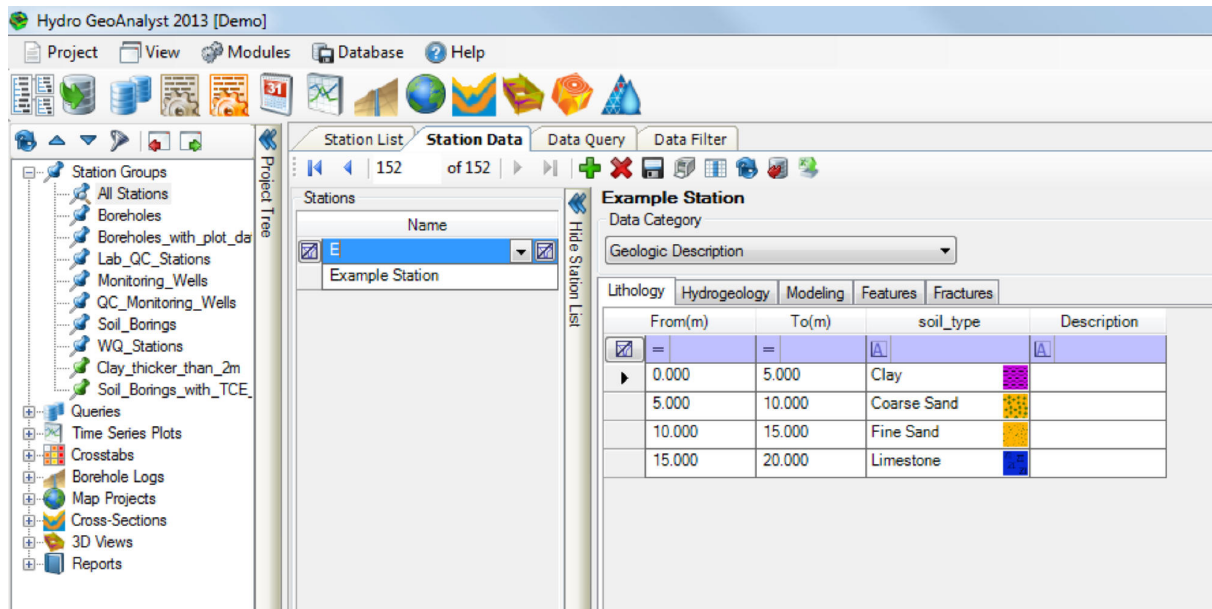 Hydro GeoAnalyst 2013 [Demo]
Project View Modules Database Help
31
Station List Station Data Data Query Data Filter
152 of 152
Project Tree
Station Groups
All Stations
Boreholes
Boreholes_with_plot_da
Lab_QC_Stations
Monitoring_Wells
QC_Monitoring_Wells
Soil_Borings
WQ_Stations
Clay_thicker_than_2m
Soil_Borings_with_TCE_
Queries
Time Series Plots
Crosstabs
Borehole Logs
Map Projects
Cross-Sections
3D Views
Reports
Stations
Name
E
Example Station
Hide Station List
Example Station
Data Category
Geologic Description
Lithology Hydrogeology Modeling Features Fractures
From(m) To(m) soil_type Description
= = A A
0.000 5.000 Clay
5.000 10.000 Coarse Sand
10.000 15.000 Fine Sand
15.000 20.000 Limestone